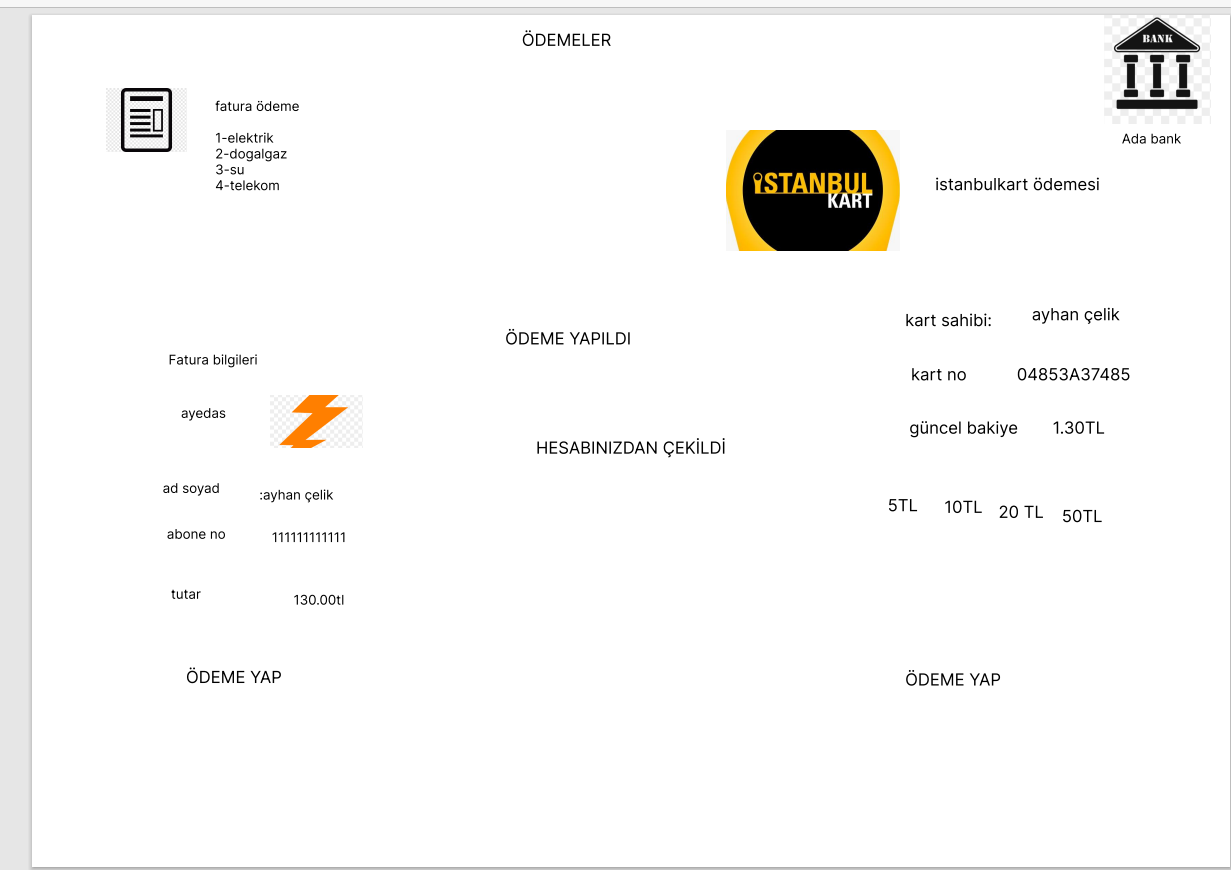 ÖDEMELER
BANK
Ada bank
fatura ödeme
1-elektrik
2-dogalgaz
3-su
4-telekom
iSTANBUL
KART
istanbulkart ödemesi
ÖDEME YAPILDI
HESABINIZDAN ÇEKİLDİ
Fatura bilgileri
ayedas
ad soyad :ayhan çelik
abone no 111111111111
tutar 130.00tl
ÖDEME YAP
kart sahibi: ayhan çelik
kart no 04853A37485
güncel bakiye 1.30TL
5TL 10TL 20 TL 50TL
ÖDEME YAP